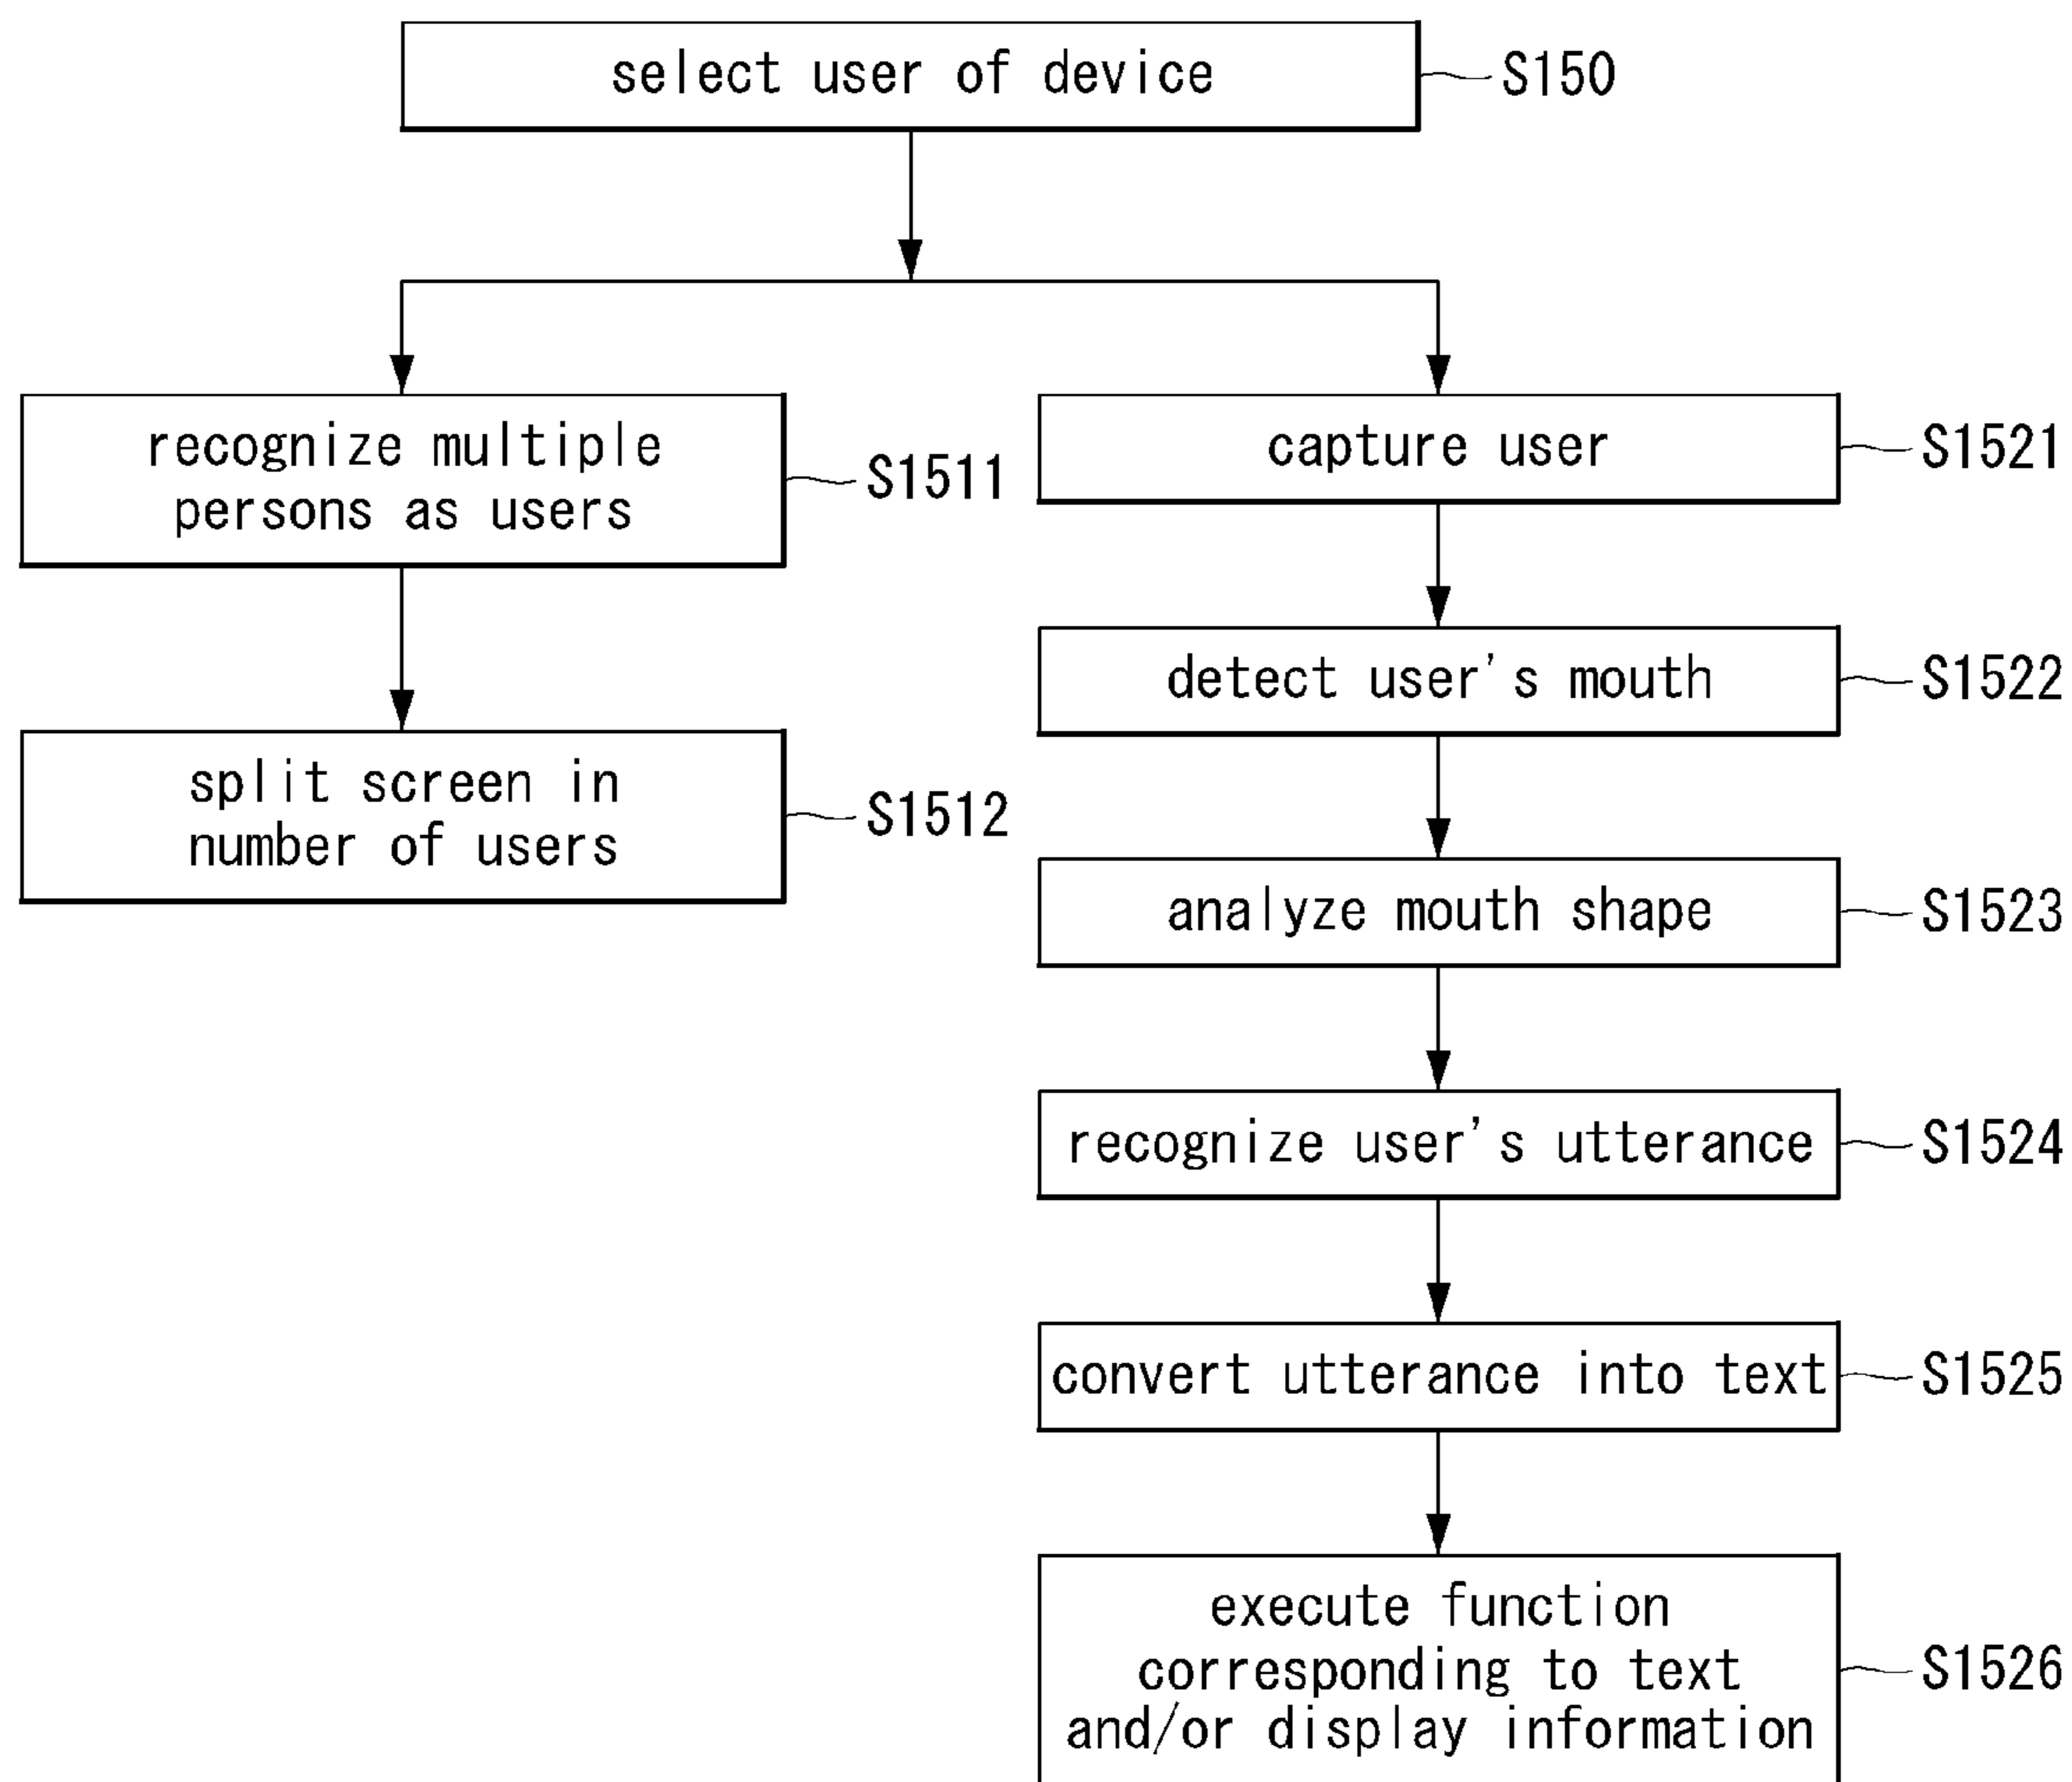 select user of device
S150
recognize multiple
persons as users
S1511
split screen in
number of users
S1512
capture user
S1521
detect user's mouth
S1522
analyze mouth shape
S1523
recognize user's utterance
S1524
convert utterance into text
S1525
execute function
corresponding to text
and/or display information
S1526